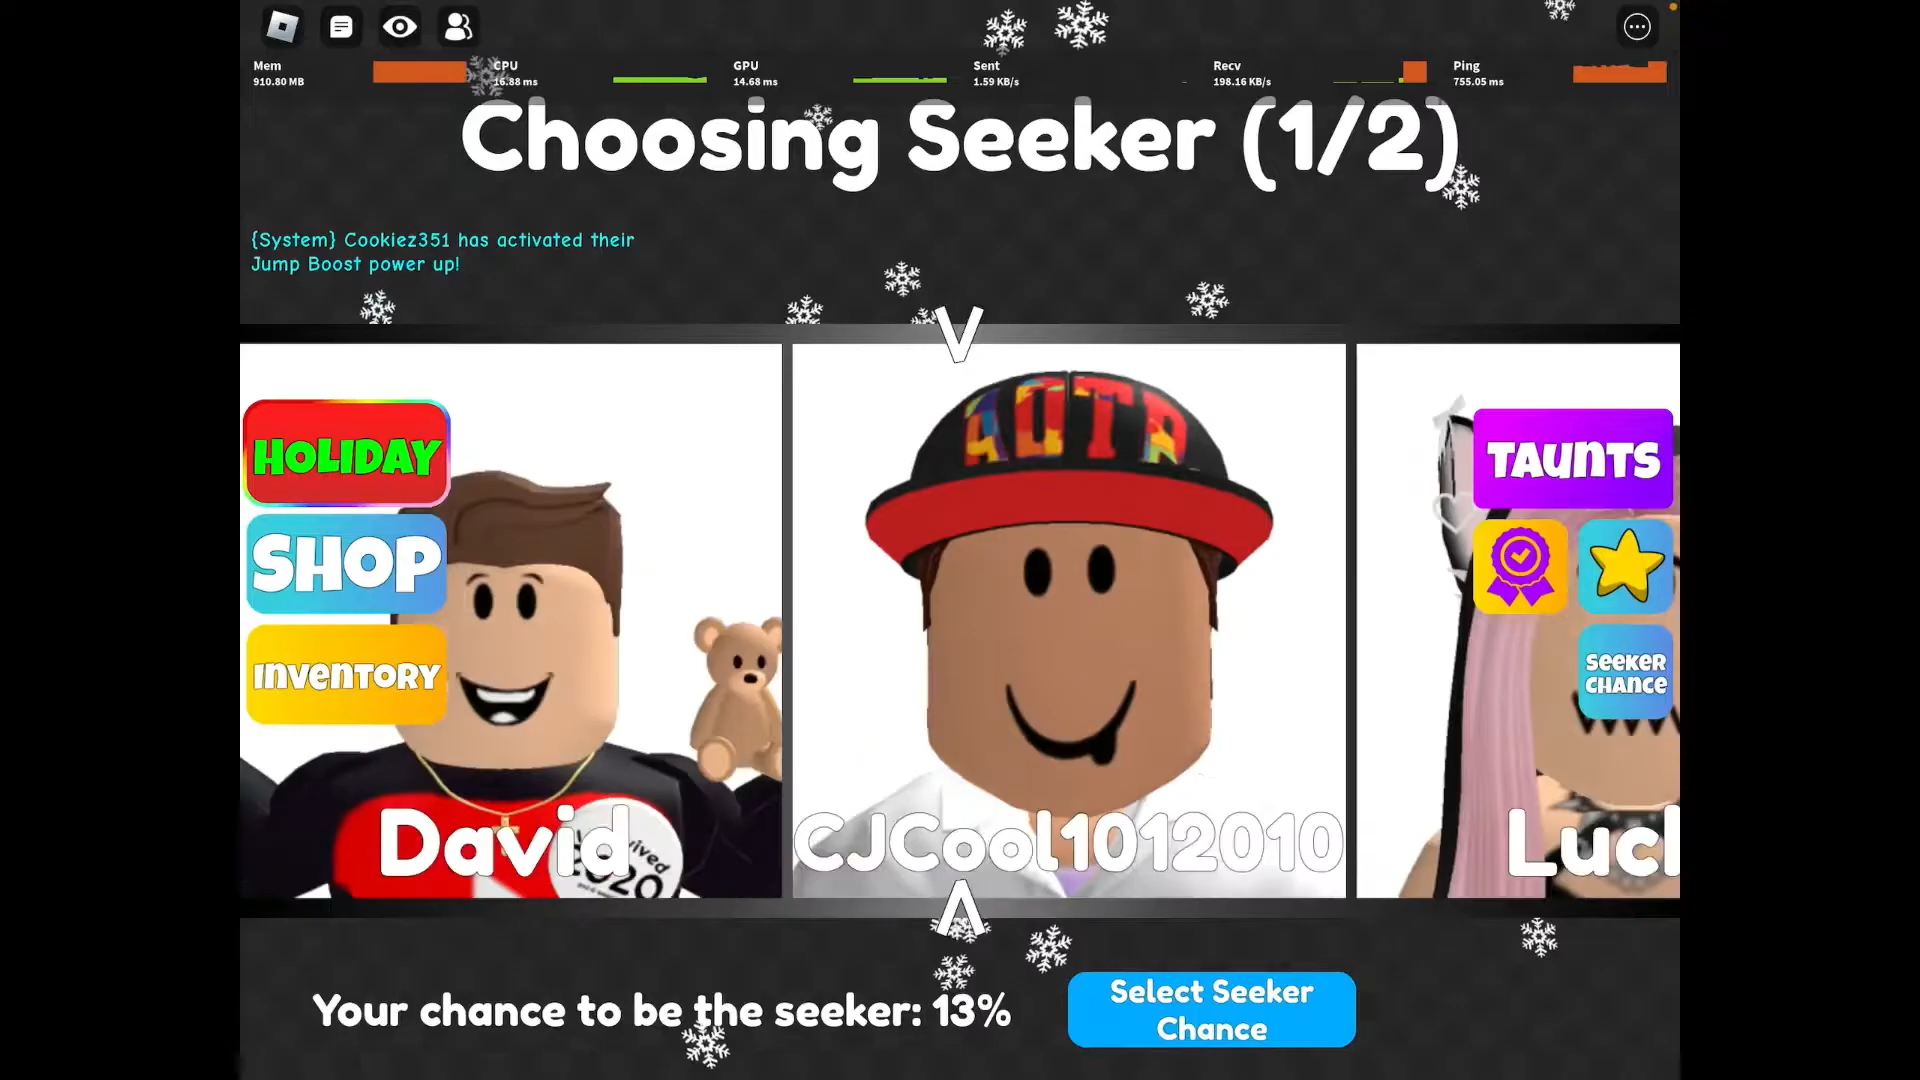 Mem
910.80 MB
CPU
16.88 ms
GPU
14.68 ms
Sent
1.59 KB/s
Recv
198.16 KB/s
Ping
755.05 ms
Choosing Seeker (1/2)
{System} Cookiez351 has activated their
Jump Boost power up!
V
AOTP
HOLIDAY
SHOP
INVENTORY
TAUNTS
SEEKER
CHANCE
David
2020
CJCool1012010
Luc
Your chance to be the seeker: 13%
Select Seeker
Chance